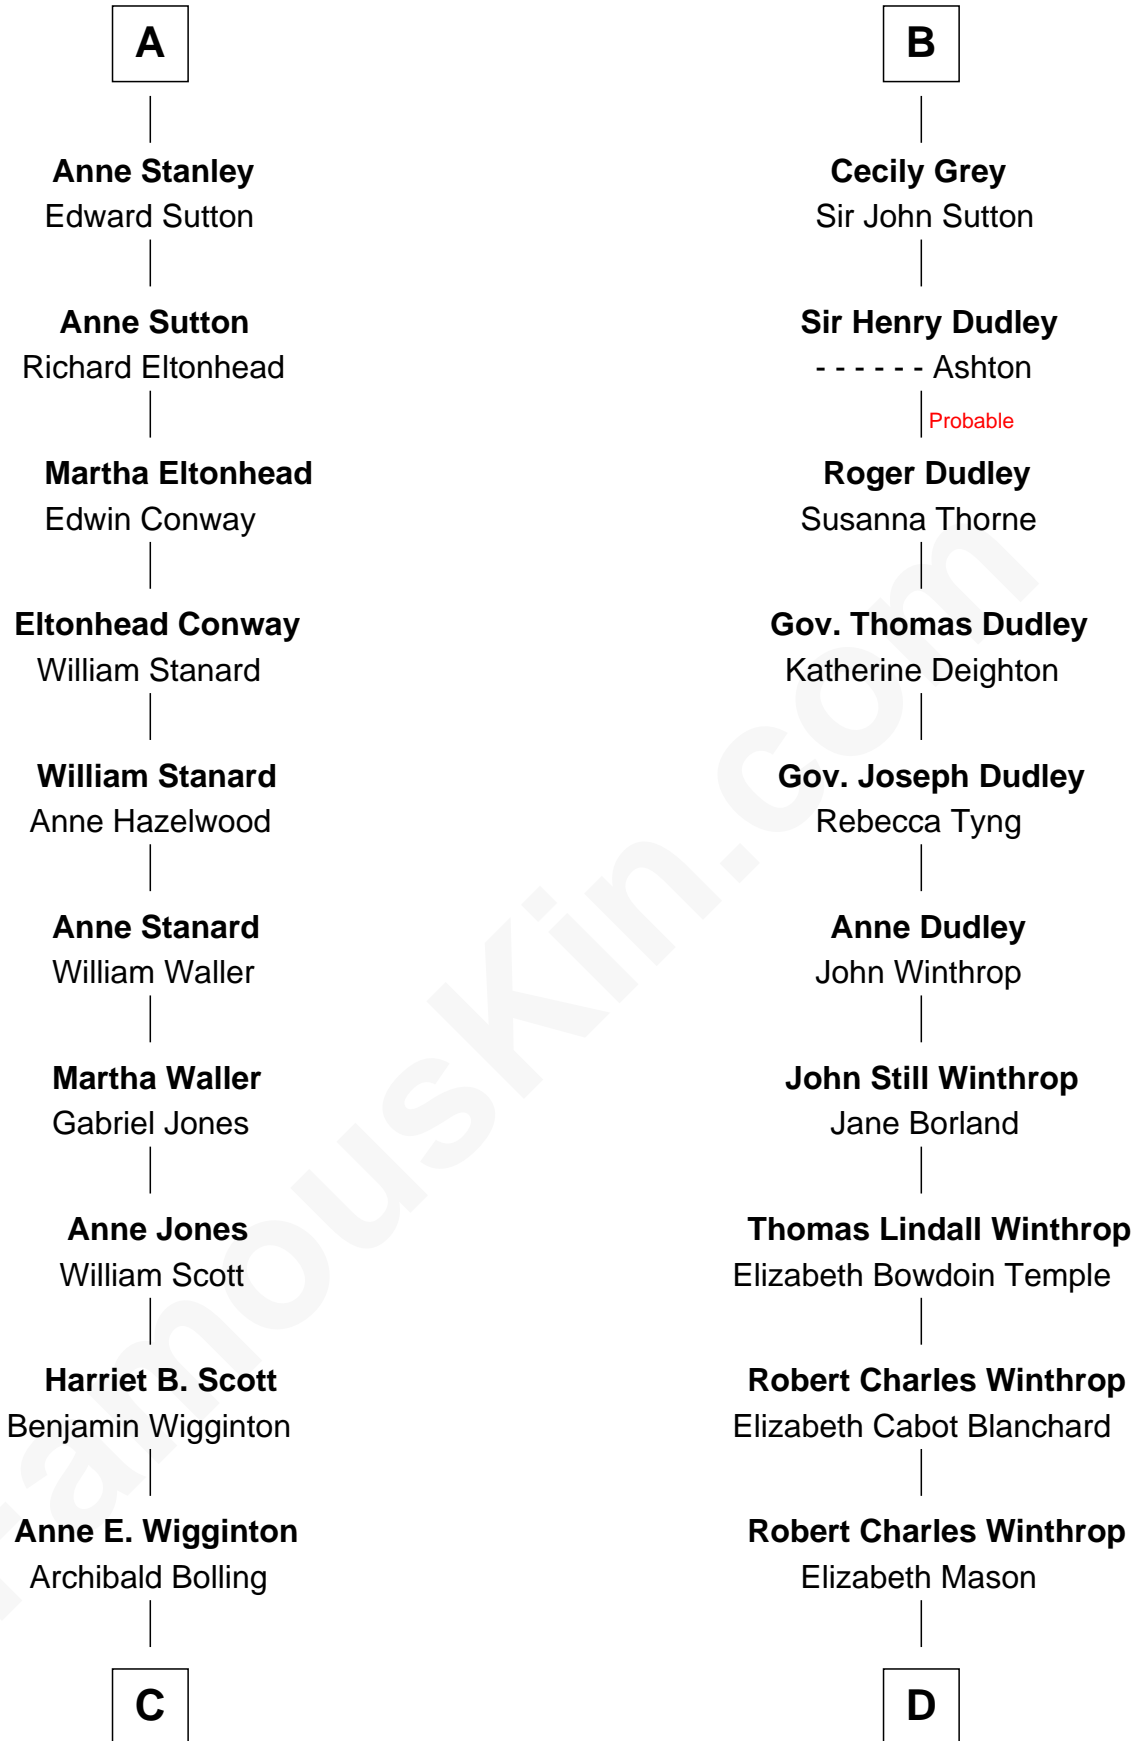 A
Anne Stanley
Edward Sutton
Anne Sutton
Richard Eltonhead
Martha Eltonhead
Edwin Conway
Eltonhead Conway
William Stanard
William Stanard
Anne Hazelwood
Anne Stanard
William Waller
Martha Waller
Gabriel Jones
Anne Jones
William Scott
Harriet B. Scott
Benjamin Wigginton
Anne E. Wigginton
Archibald Bolling
C
B
Cecily Grey
Sir John Sutton
Sir Henry Dudley
- - - - - - Ashton
Probable
Roger Dudley
Susanna Thorne
Gov. Thomas Dudley
Katherine Deighton
Gov. Joseph Dudley
Rebecca Tyng
Anne Dudley
John Winthrop
John Still Winthrop
Jane Borland
Thomas Lindall Winthrop
Elizabeth Bowdoin Temple
Robert Charles Winthrop
Elizabeth Cabot Blanchard
Robert Charles Winthrop
Elizabeth Mason
D
FamousKin.com